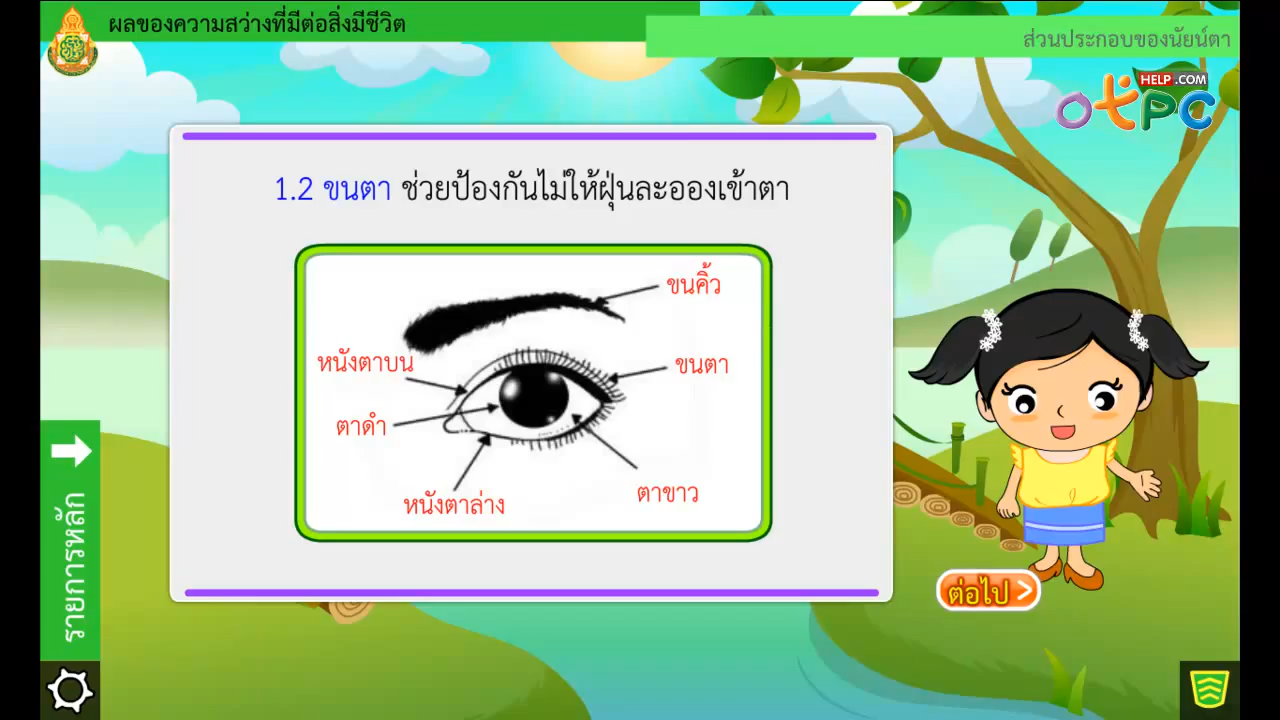 ผลของความสว่างที่มีต่อสิ่งมีชีวิต
ส่วนประกอบของนัยน์ตา
HELP .COM
OTPC
1.2 ขนตา ช่วยป้องกันไม่ให้ฝุ่นละอองเข้าตา
ขนคิ้ว
หนังตาบน
ขนตา
ตาดำ
ตาขาว
หนังตาล่าง
รายการหลัก
ต่อไป >